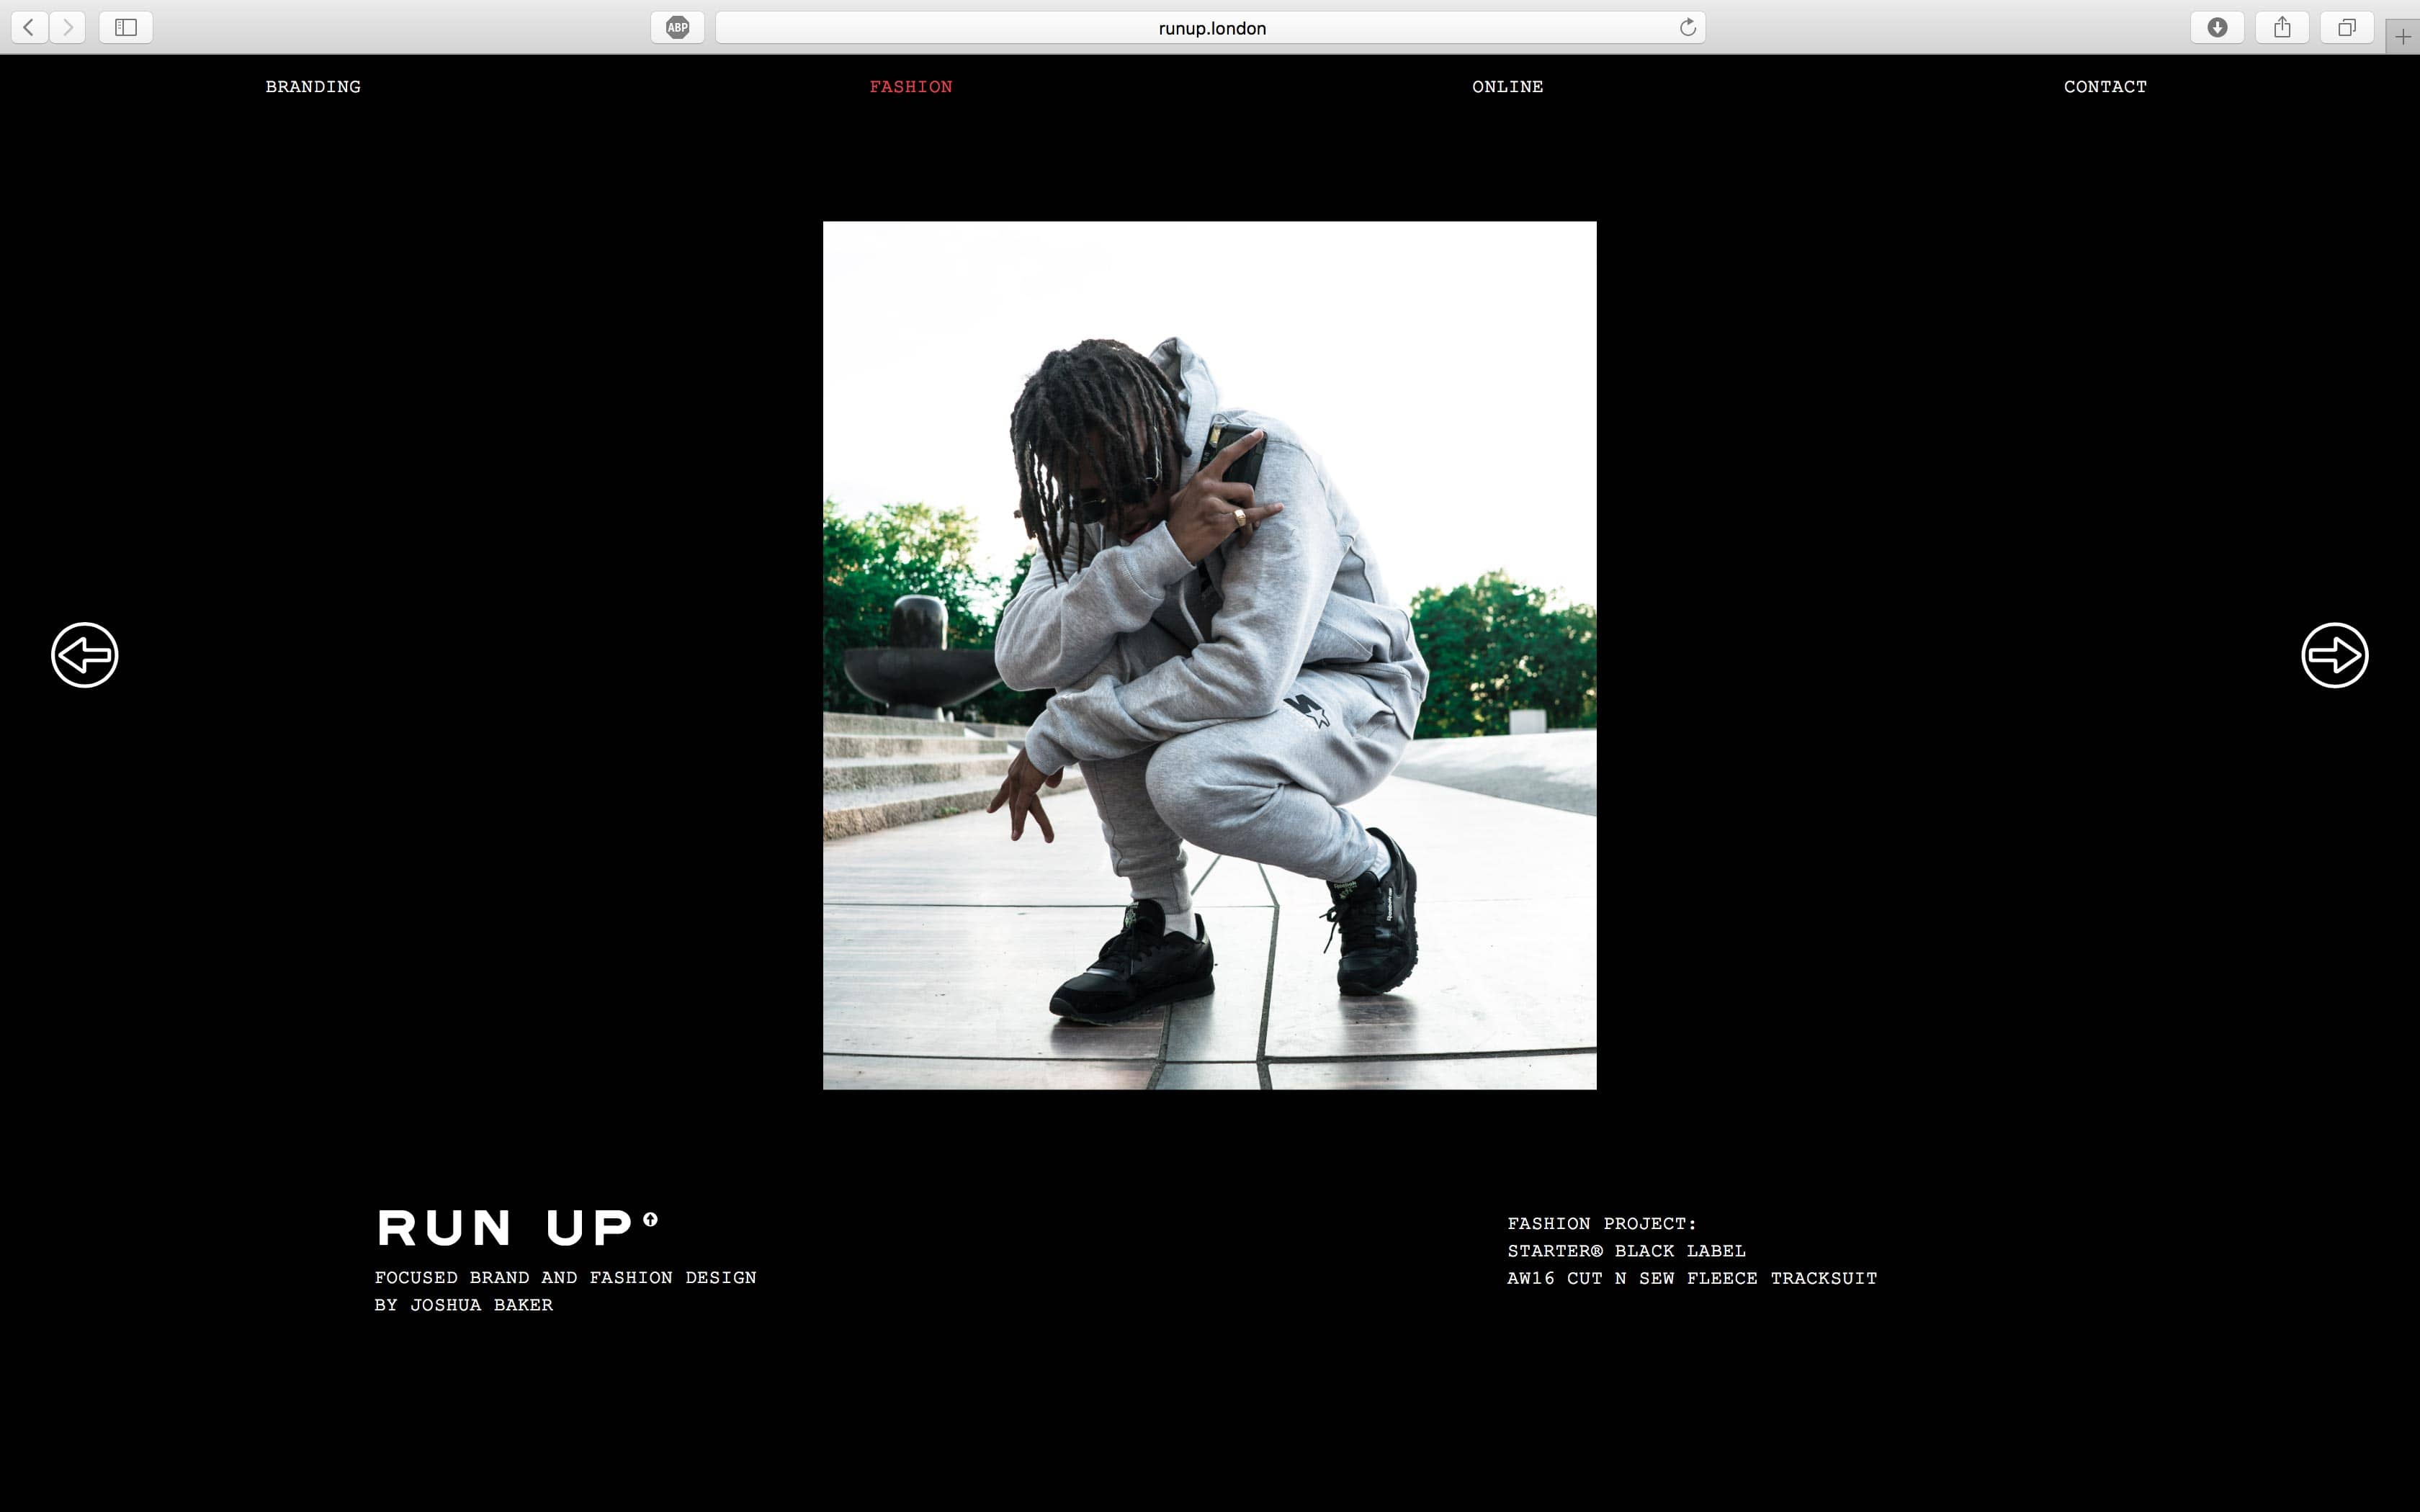 ABP
runup.london
BRANDING
FASHION
ONLINE
CONTACT
RUN UP
FOCUSED BRAND AND FASHION DESIGN
BY JOSHUA BAKER
FASHION PROJECT:
STARTER® BLACK LABEL
AW16 CUT N SEW FLEECE TRACKSUIT